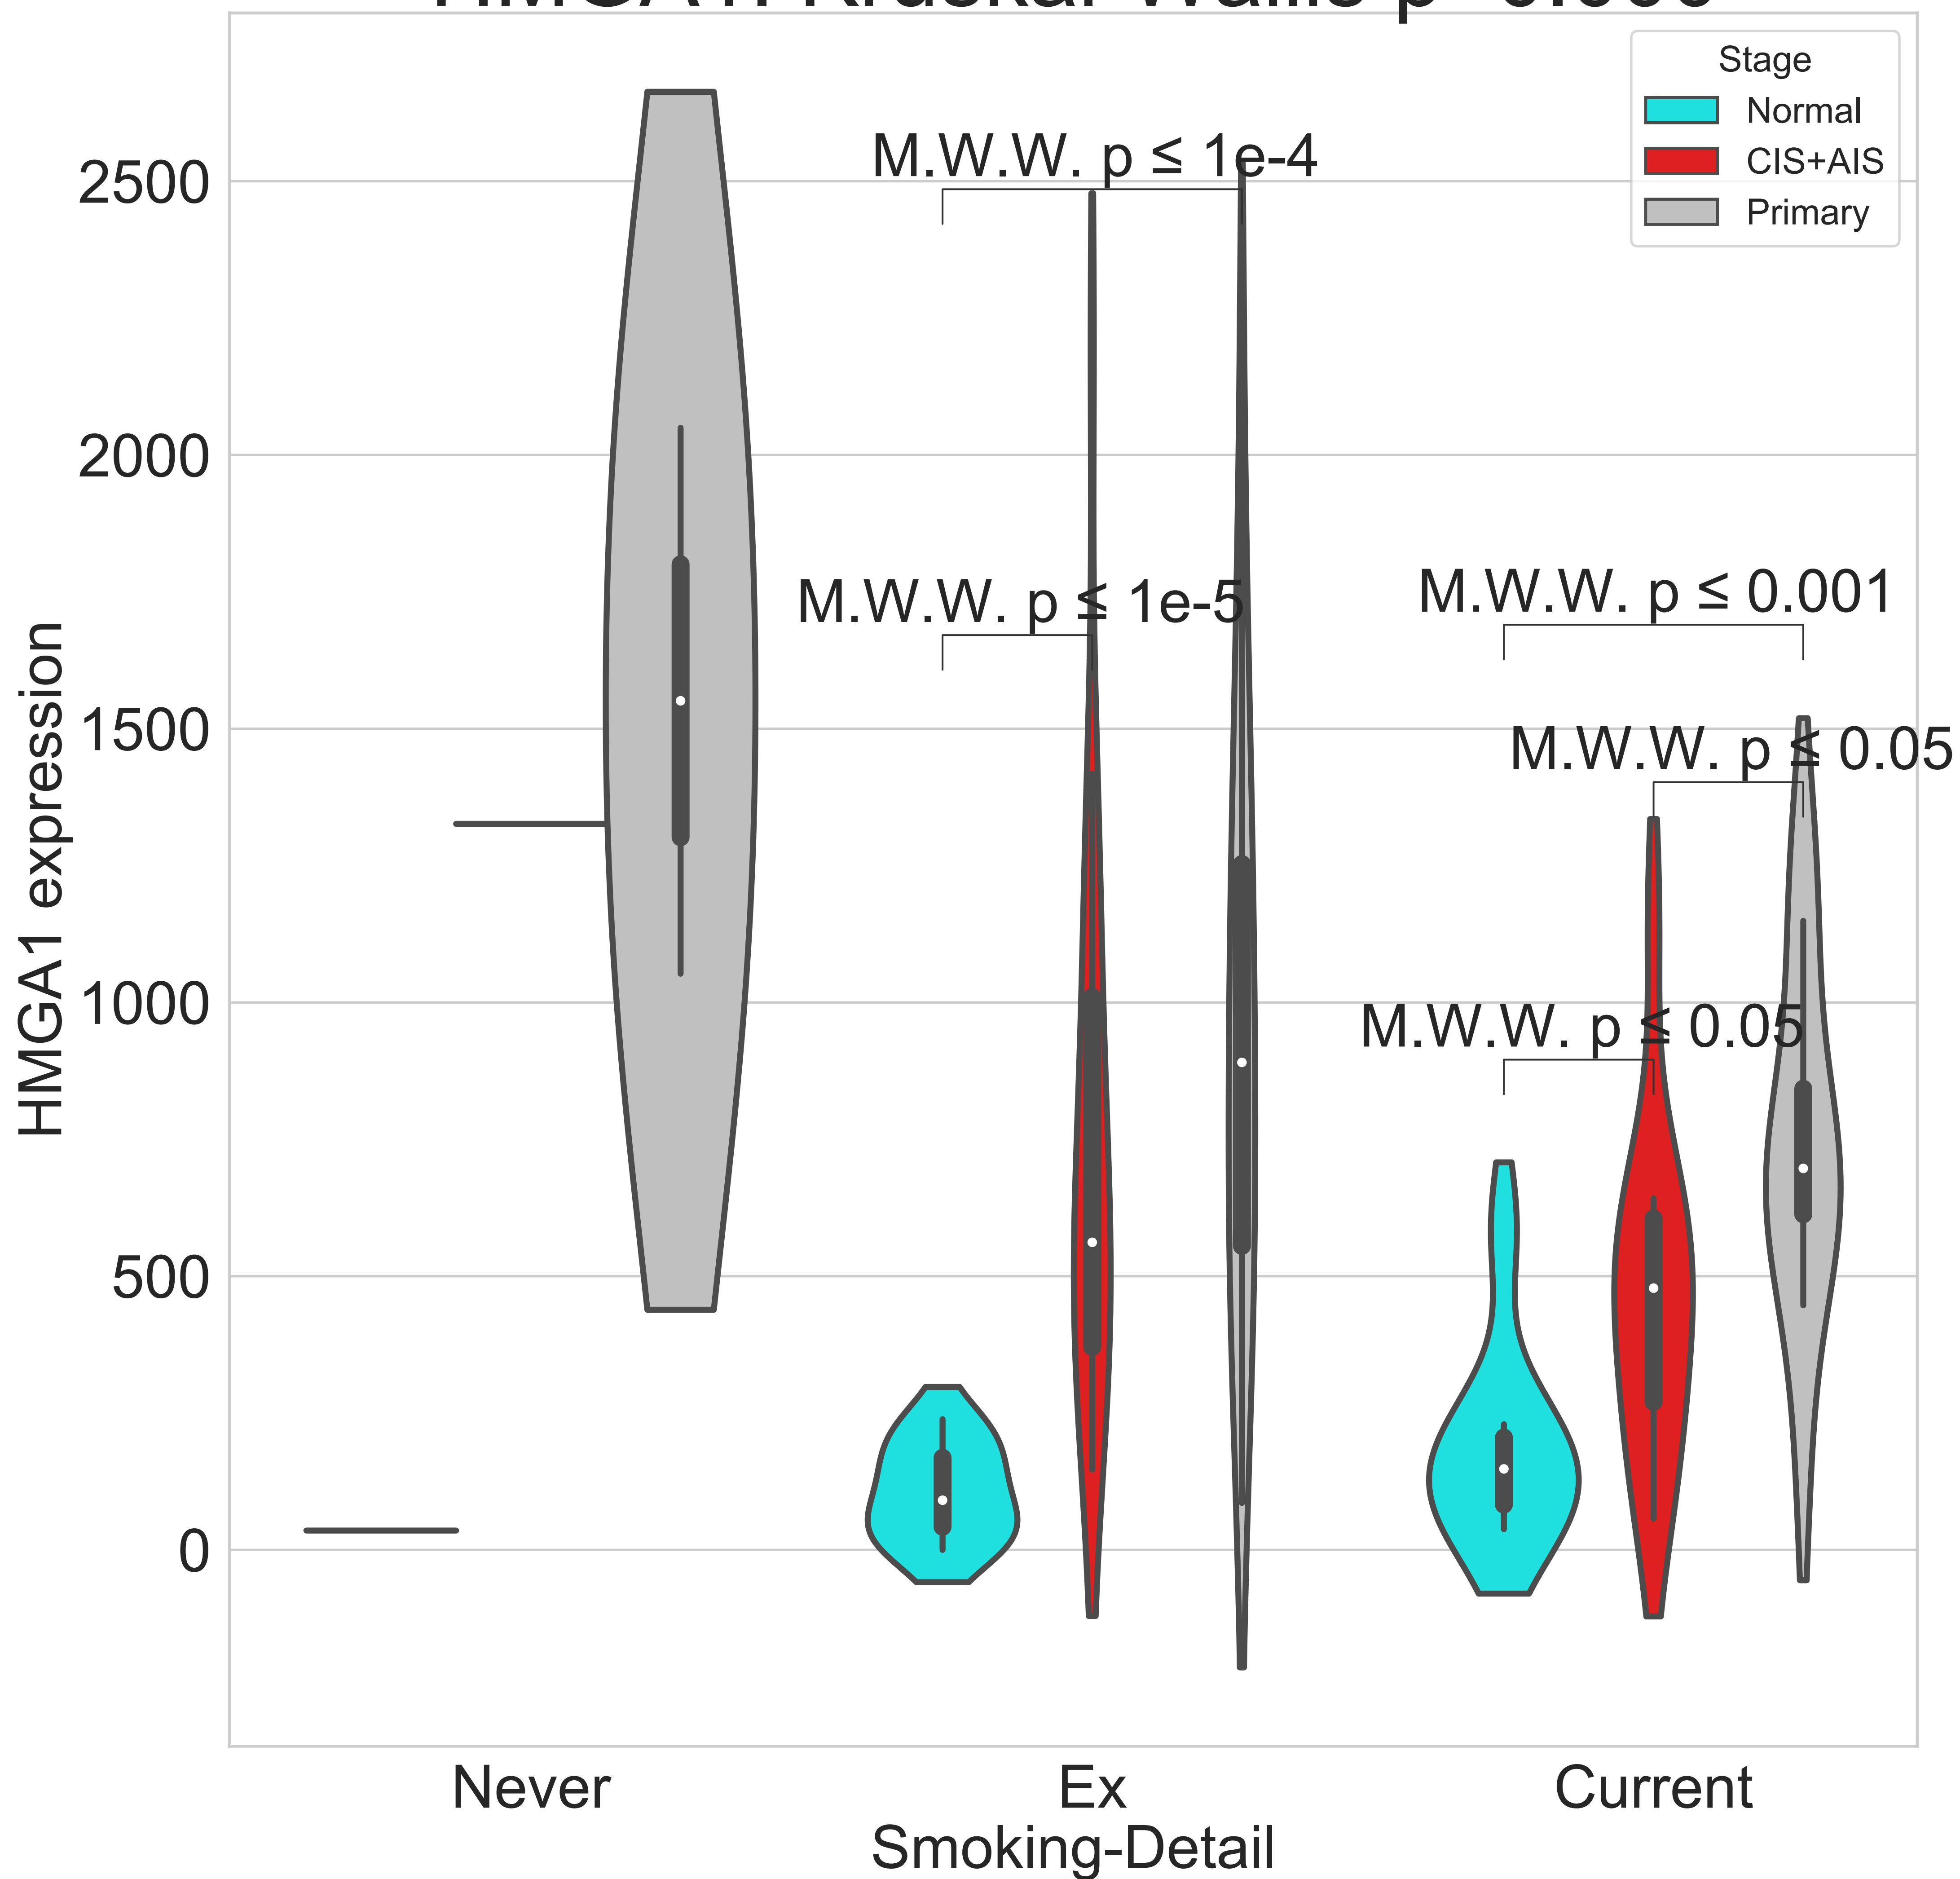 Stage
Normal
CIS+AIS
Primary
M.W.W. p ≤ 1e-4
M.W.W. p ≤ 1e-5
M.W.W. p ≤ 0.001
M.W.W. p ≤ 0.05
M.W.W. p ≤ 0.05
2500
2000
1500
1000
500
0
HMGA1 expression
Never
Ex
Current
Smoking-Detail